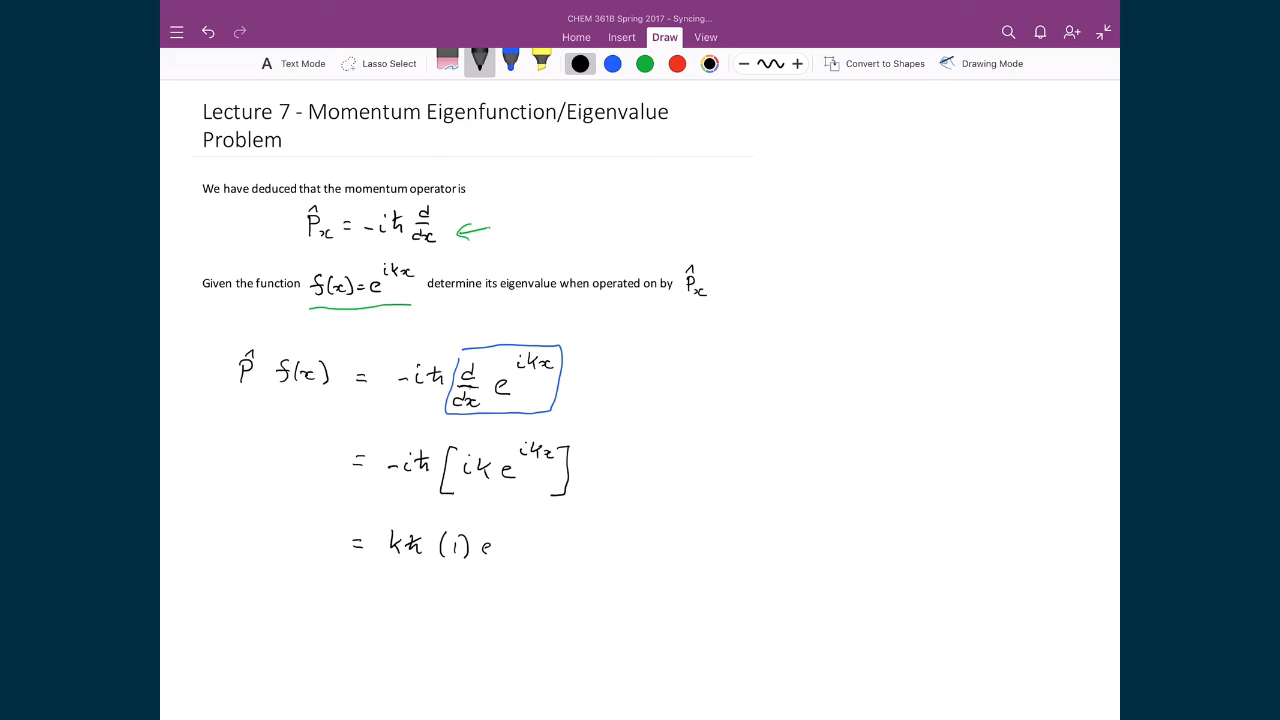 CHEM 361B Spring 2017 - Syncing...
Home Insert Draw View
Text Mode Lasso Select Convert to Shapes Drawing Mode
Lecture 7 - Momentum Eigenfunction/Eigenvalue
Problem
We have deduced that the momentum operator is
P̂ₓ = -iħ d/dx
Given the function f(x) = e^{ikx} determine its eigenvalue when operated on by P̂ₓ
P̂ f(x) = -iħ d/dx e^{ikx}
= -iħ [ik e^{ikx}]
= kħ (1) e